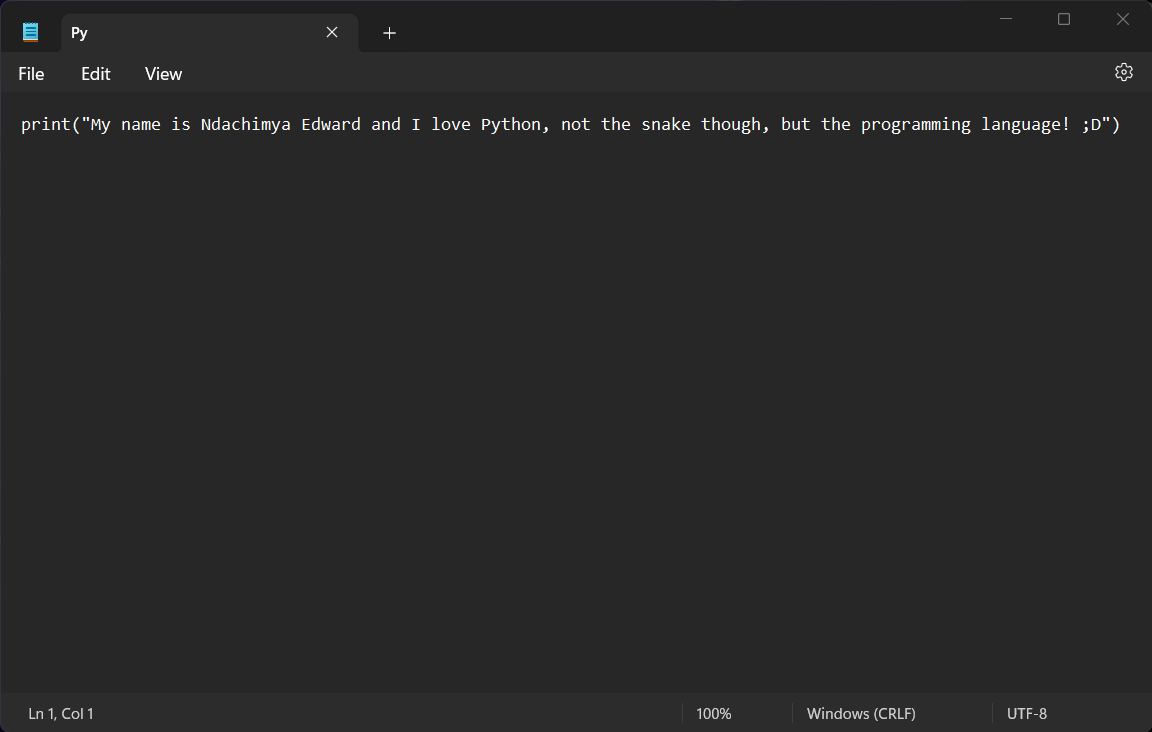 Py
File Edit View
print("My name is Ndachimya Edward and I love Python, not the snake though, but the programming language! ;D")
Ln 1, Col 1 100% Windows (CRLF) UTF-8